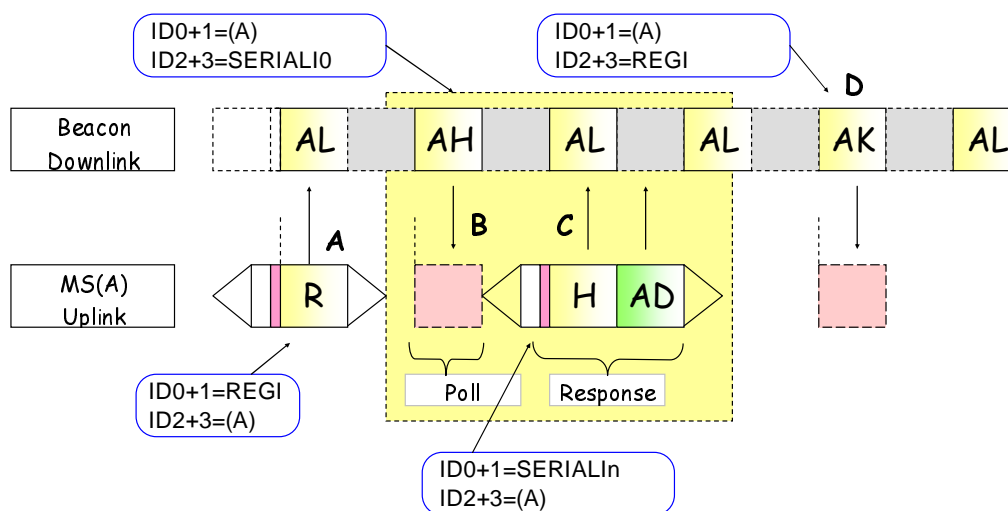 ID0+1=(A)
ID2+3=SERIALI0
ID0+1=(A)
ID2+3=REGI
D
Beacon
Downlink
AL
AH
AL
AL
AK
AL
A
B
C
MS(A)
Uplink
R
H
AD
Poll
Response
ID0+1=REGI
ID2+3=(A)
ID0+1=SERIALIn
ID2+3=(A)